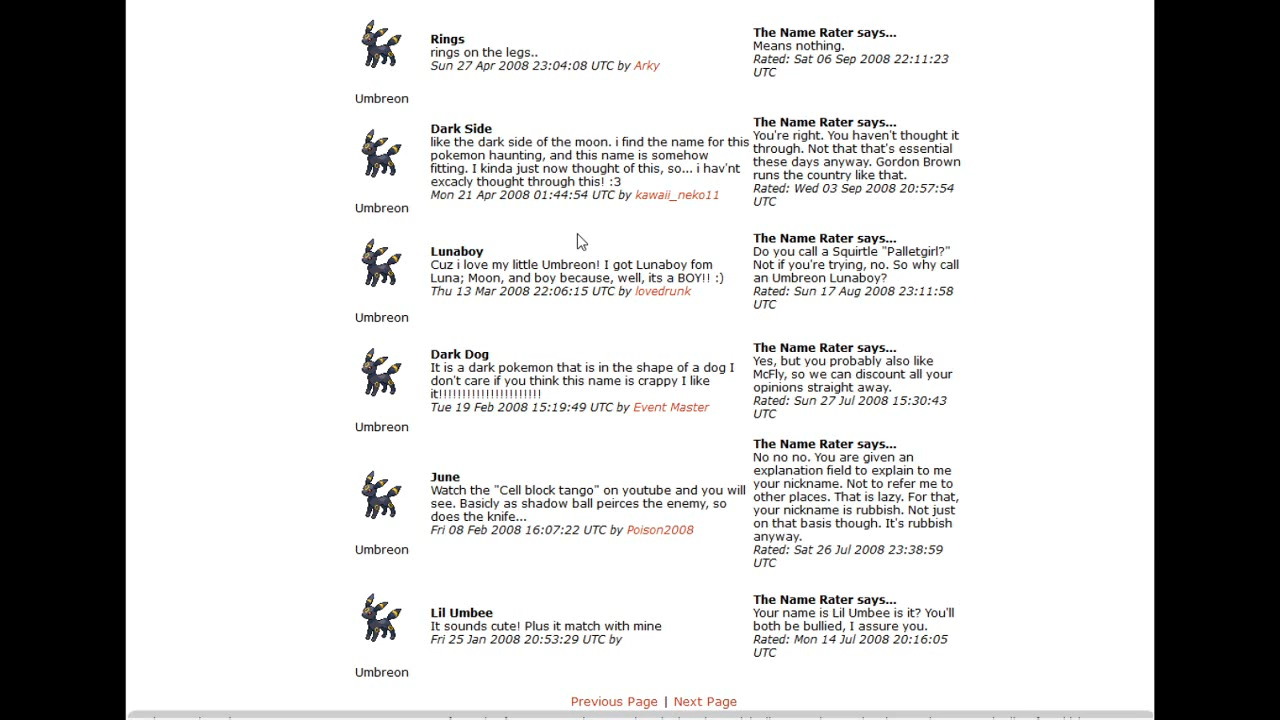 Rings
rings on the legs..
Sun 27 Apr 2008 23:04:08 UTC by Arky
The Name Rater says...
Means nothing.
Rated: Sat 06 Sep 2008 22:11:23
UTC
Umbreon
Dark Side
like the dark side of the moon. i find the name for this
pokemon haunting, and this name is somehow
fitting. I kinda just now thought of this, so... i hav'nt
excacly thought through this! :3
Mon 21 Apr 2008 01:44:54 UTC by kawaii_neko11
The Name Rater says...
You're right. You haven't thought it
through. Not that that's essential
these days anyway. Gordon Brown
runs the country like that.
Rated: Wed 03 Sep 2008 20:57:54
UTC
Umbreon
Lunaboy
Cuz i love my little Umbreon! I got Lunaboy fom
Luna; Moon, and boy because, well, its a BOY!! :)
Thu 13 Mar 2008 22:06:15 UTC by lovedrunk
The Name Rater says...
Do you call a Squirtle "Palletgirl?"
Not if you're trying, no. So why call
an Umbreon Lunaboy?
Rated: Sun 17 Aug 2008 23:11:58
UTC
Umbreon
Dark Dog
It is a dark pokemon that is in the shape of a dog I
don't care if you think this name is crappy I like
it!!!!!!!!!!!!!!!!!!!!!!
Tue 19 Feb 2008 15:19:49 UTC by Event Master
The Name Rater says...
Yes, but you probably also like
McFly, so we can discount all your
opinions straight away.
Rated: Sun 27 Jul 2008 15:30:43
UTC
Umbreon
June
Watch the "Cell block tango" on youtube and you will
see. Basicly as shadow ball peirces the enemy, so
does the knife...
Fri 08 Feb 2008 16:07:22 UTC by Poison2008
The Name Rater says...
No no no. You are given an
explanation field to explain to me
your nickname. Not to refer me to
other places. That is lazy. For that,
your nickname is rubbish. Not just
on that basis though. It's rubbish
anyway.
Rated: Sat 26 Jul 2008 23:38:59
UTC
Umbreon
Lil Umbee
It sounds cute! Plus it match with mine
Fri 25 Jan 2008 20:53:29 UTC by
The Name Rater says...
Your name is Lil Umbee is it? You'll
both be bullied, I assure you.
Rated: Mon 14 Jul 2008 20:16:05
UTC
Umbreon
Previous Page | Next Page